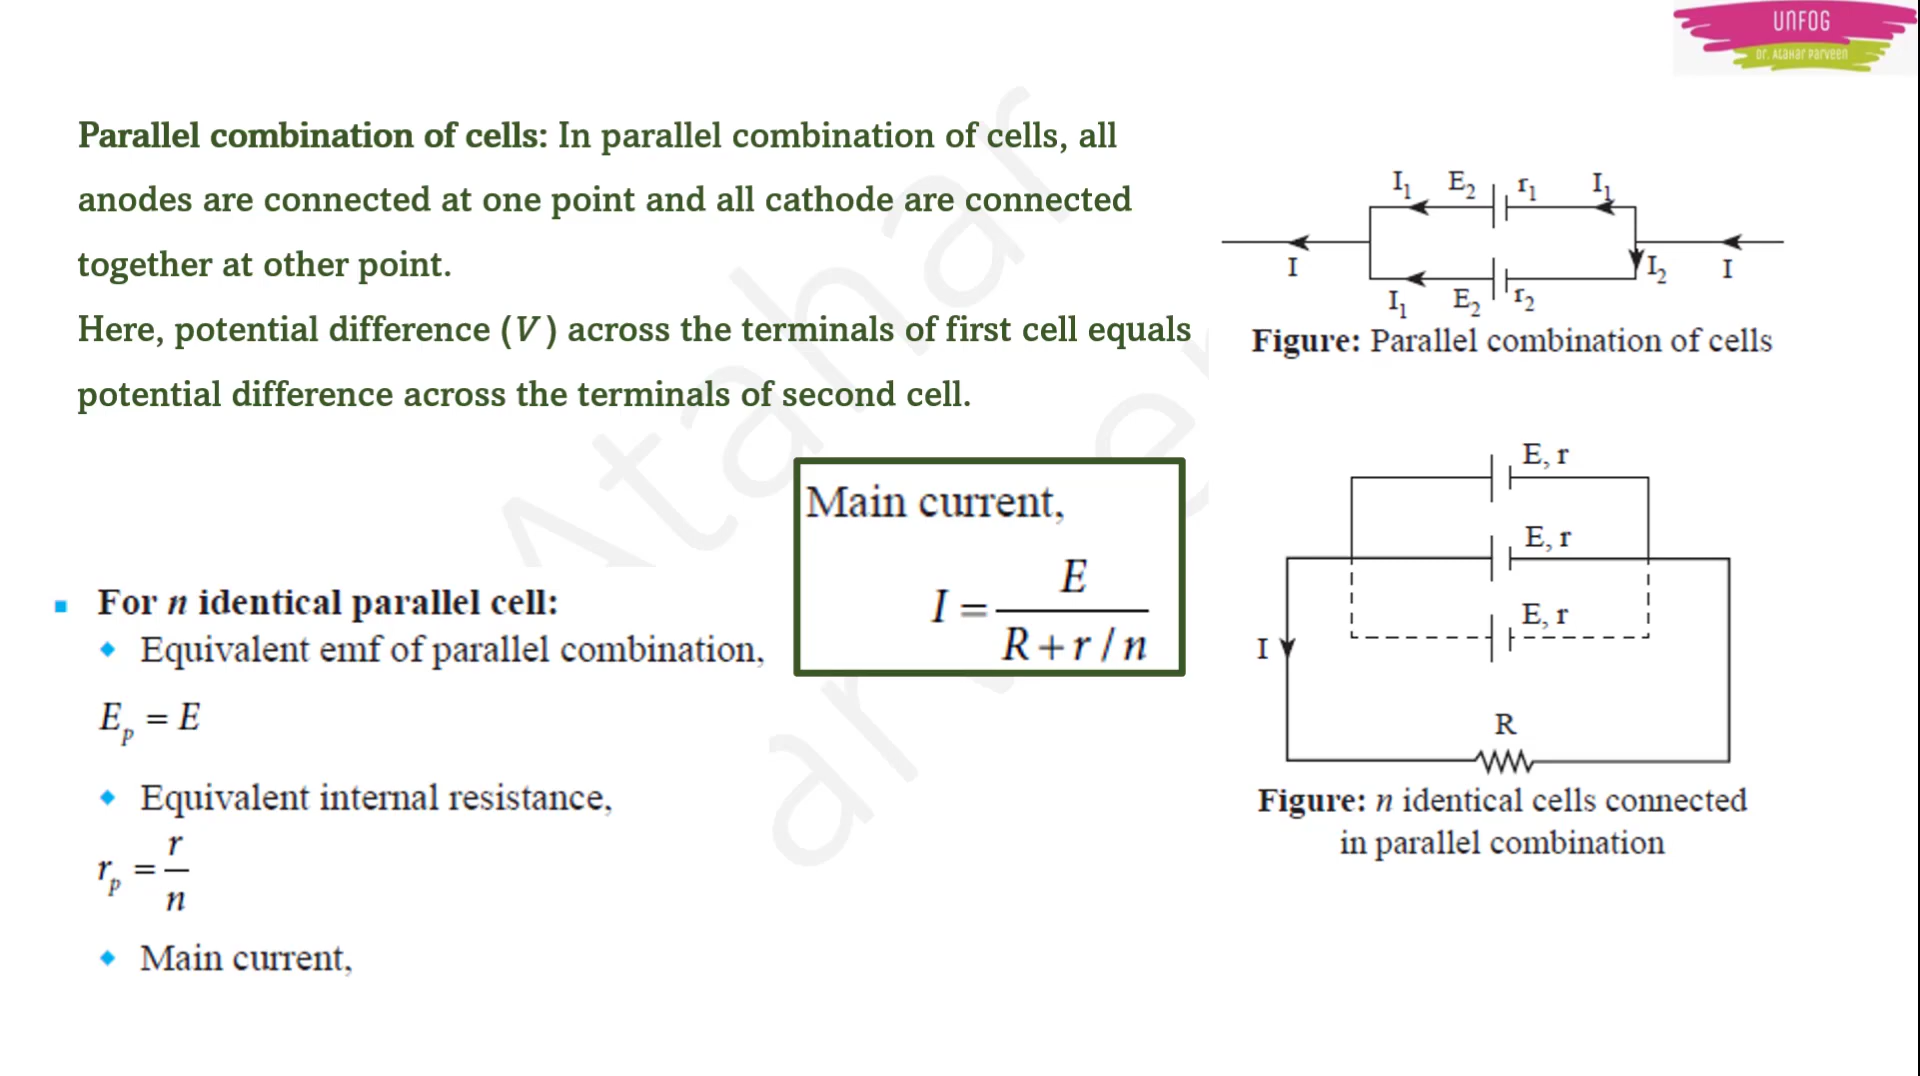 UNFOG
Dr. Atahar Parveen
Parallel combination of cells: In parallel combination of cells, all
anodes are connected at one point and all cathode are connected
together at other point.
Here, potential difference (V) across the terminals of first cell equals
potential difference across the terminals of second cell.
I₁ E₂ r₁ I₁
I I₂ I
I₁ E₂ r₂
Figure: Parallel combination of cells
Main current,
I = E / (R + r / n)
For n identical parallel cell:
Equivalent emf of parallel combination,
Eₚ = E
Equivalent internal resistance,
rₚ = r / n
Main current,
E, r
E, r
E, r
I
R
Figure: n identical cells connected
in parallel combination
Atahar